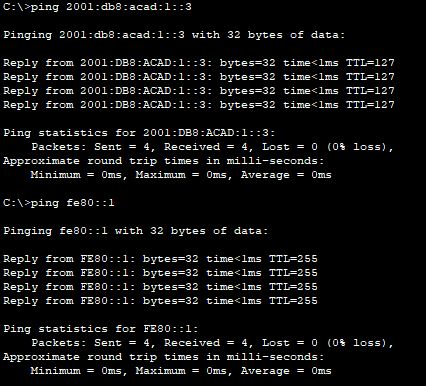 C:\>ping 2001:db8:acad:1::3
Pinging 2001:db8:acad:1::3 with 32 bytes of data:
Reply from 2001:DB8:ACAD:1::3: bytes=32 time<1ms TTL=127
Reply from 2001:DB8:ACAD:1::3: bytes=32 time<1ms TTL=127
Reply from 2001:DB8:ACAD:1::3: bytes=32 time<1ms TTL=127
Reply from 2001:DB8:ACAD:1::3: bytes=32 time<1ms TTL=127
Ping statistics for 2001:DB8:ACAD:1::3:
Packets: Sent = 4, Received = 4, Lost = 0 (0% loss),
Approximate round trip times in milli-seconds:
Minimum = 0ms, Maximum = 0ms, Average = 0ms
C:\>ping fe80::1
Pinging fe80::1 with 32 bytes of data:
Reply from FE80::1: bytes=32 time<1ms TTL=255
Reply from FE80::1: bytes=32 time<1ms TTL=255
Reply from FE80::1: bytes=32 time<1ms TTL=255
Reply from FE80::1: bytes=32 time<1ms TTL=255
Ping statistics for FE80::1:
Packets: Sent = 4, Received = 4, Lost = 0 (0% loss),
Approximate round trip times in milli-seconds:
Minimum = 0ms, Maximum = 0ms, Average = 0ms